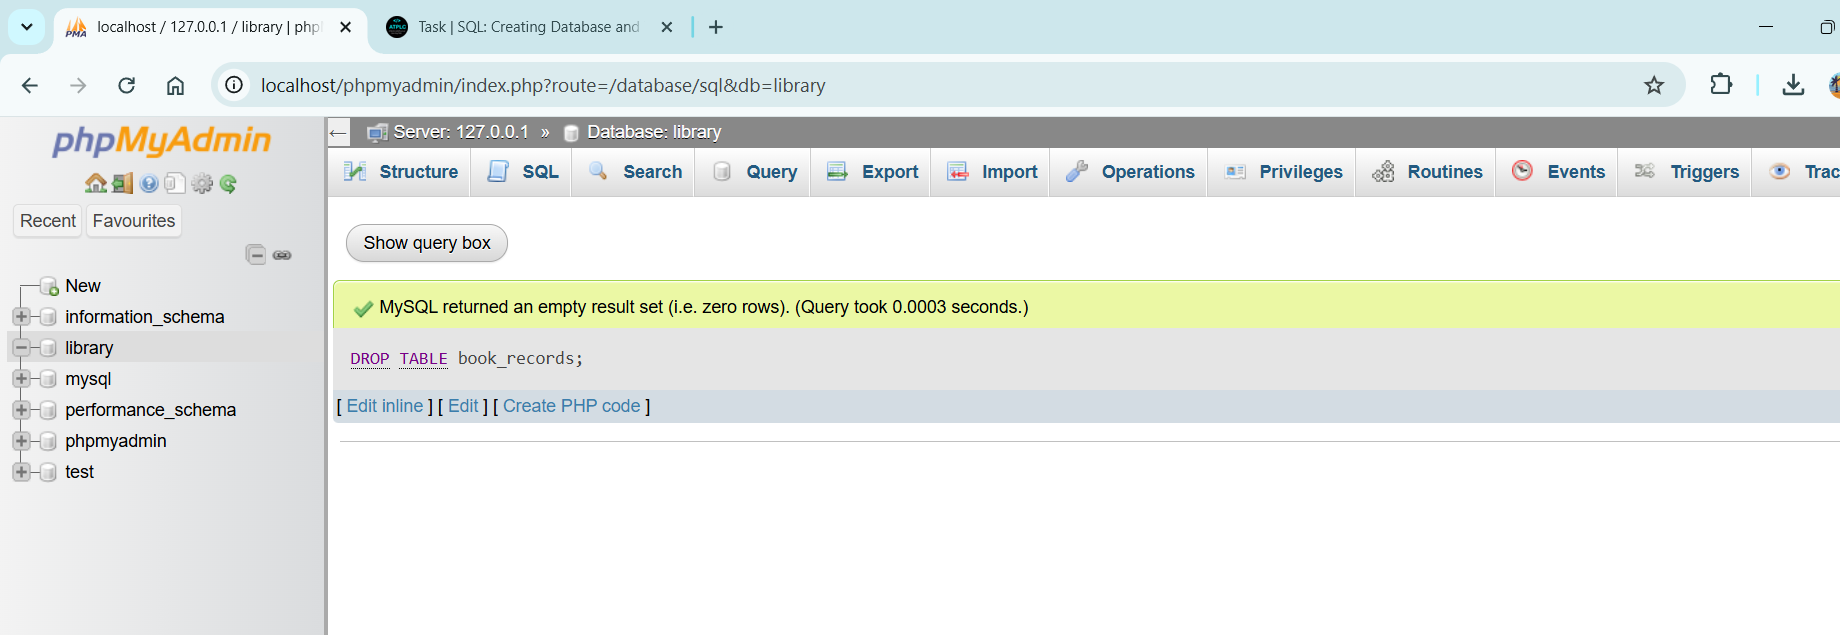 localhost / 127.0.0.1 / library | php
Task | SQL: Creating Database and
localhost/phpmyadmin/index.php?route=/database/sql&db=library
phpMyAdmin
Recent Favourites
New
information_schema
library
mysql
performance_schema
phpmyadmin
test
Server: 127.0.0.1 » Database: library
Structure SQL Search Query Export Import Operations Privileges Routines Events Triggers Trac
Show query box
MySQL returned an empty result set (i.e. zero rows). (Query took 0.0003 seconds.)
DROP TABLE book_records;
[ Edit inline ] [ Edit ] [ Create PHP code ]